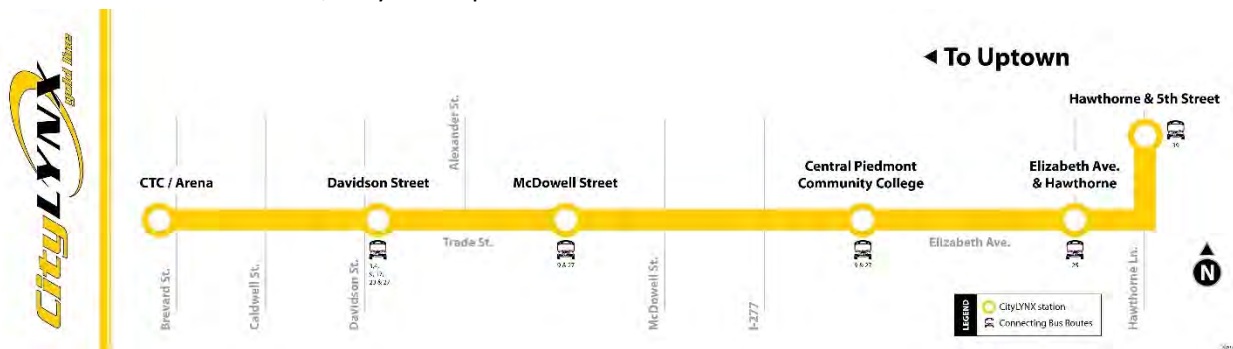 CityLYNX
gold line
◄ To Uptown
Hawthorne & 5th Street
CTC / Arena
Davidson Street
McDowell Street
Central Piedmont
Community College
Elizabeth Ave.
& Hawthorne
Alexander St.
Trade St.
Elizabeth Ave.
9 & 27
Brevard St.
Caldwell St.
Davidson St.
McDowell St.
I-277
Hawthorne Ln.
N
LEGEND
CityLYNX station
Connecting Bus Routes